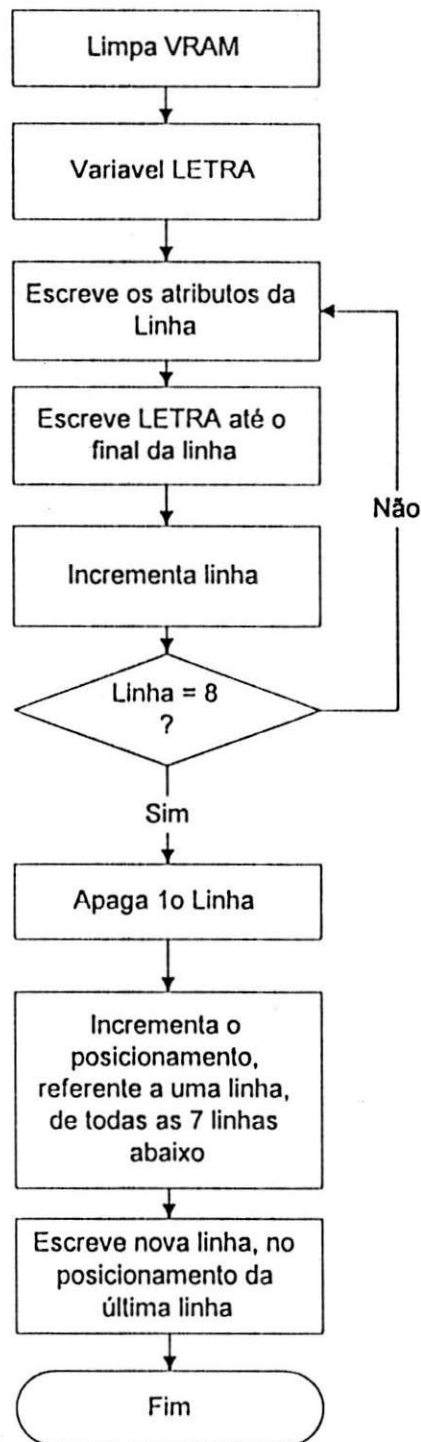 Limpa VRAM
Variavel LETRA
Escreve os atributos da
Linha
Escreve LETRA até o
final da linha
Não
Incrementa linha
Linha = 8
?
Sim
Apaga 1o Linha
Incrementa o
posicionamento,
referente a uma linha,
de todas as 7 linhas
abaixo
Escreve nova linha, no
posicionamento da
última linha
Fim